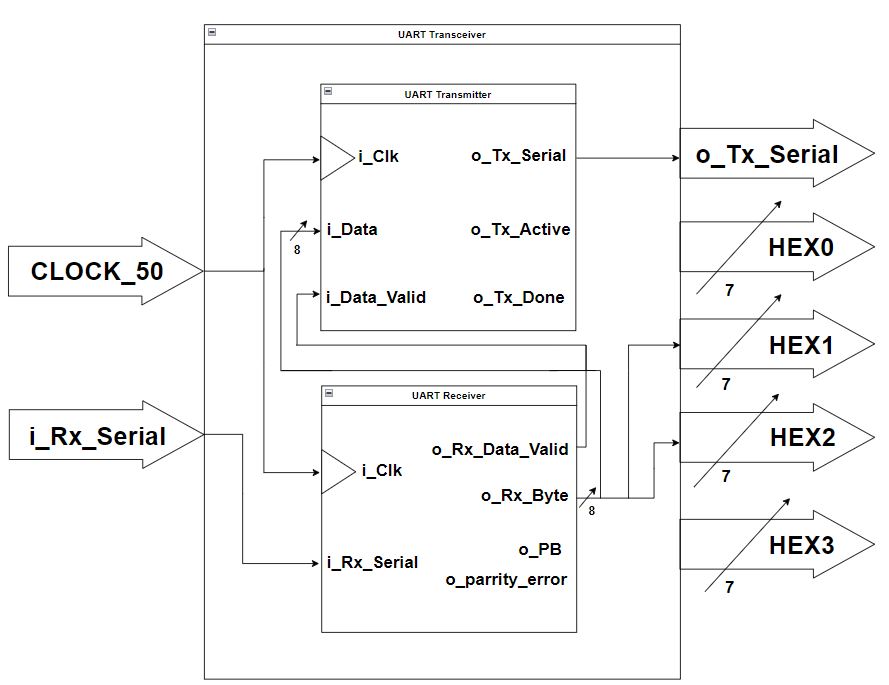 UART Transceiver
UART Transmitter
i_Clk
o_Tx_Serial
i_Data
8
o_Tx_Active
i_Data_Valid
o_Tx_Done
CLOCK_50
i_Rx_Serial
UART Receiver
o_Rx_Data_Valid
i_Clk
o_Rx_Byte
8
o_PB
i_Rx_Serial
o_parrity_error
o_Tx_Serial
HEX0
7
HEX1
7
HEX2
7
HEX3
7